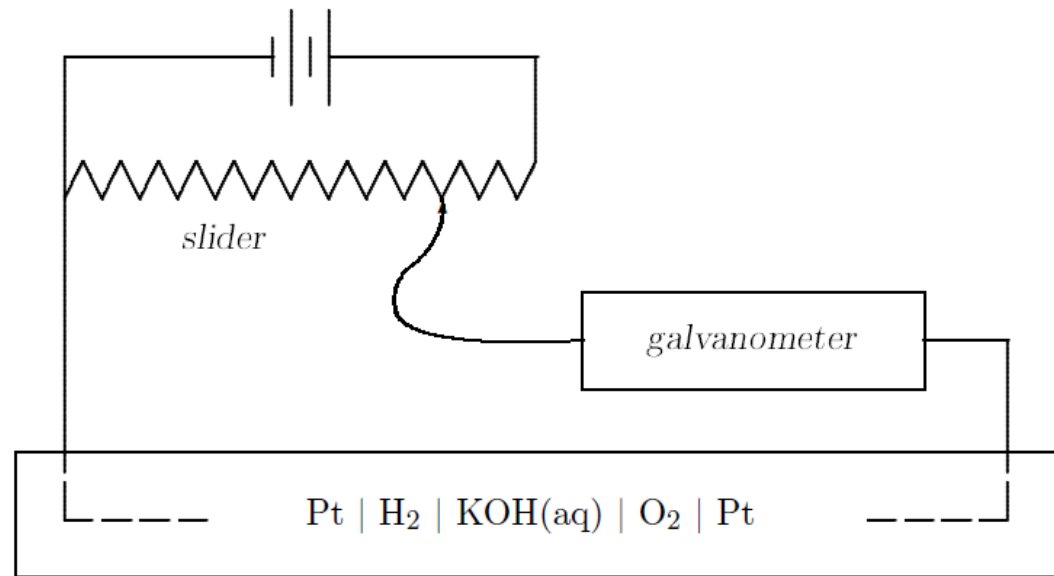 slider
galvanometer
Pt | H₂ | KOH(aq) | O₂ | Pt